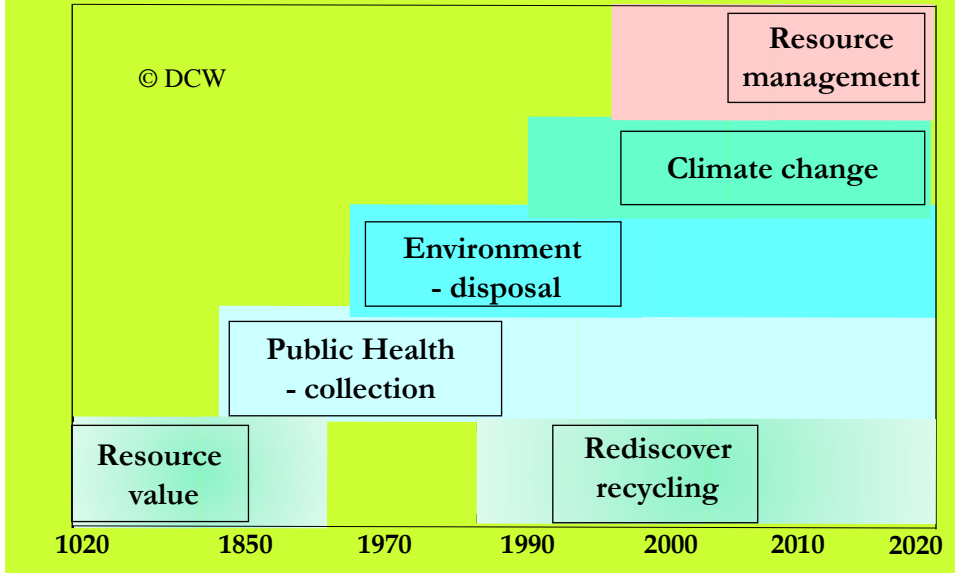 Resource
management
© DCW
Climate change
Environment
- disposal
Public Health
- collection
Resource
value
Rediscover
recycling
1020 1850 1970 1990 2000 2010 2020